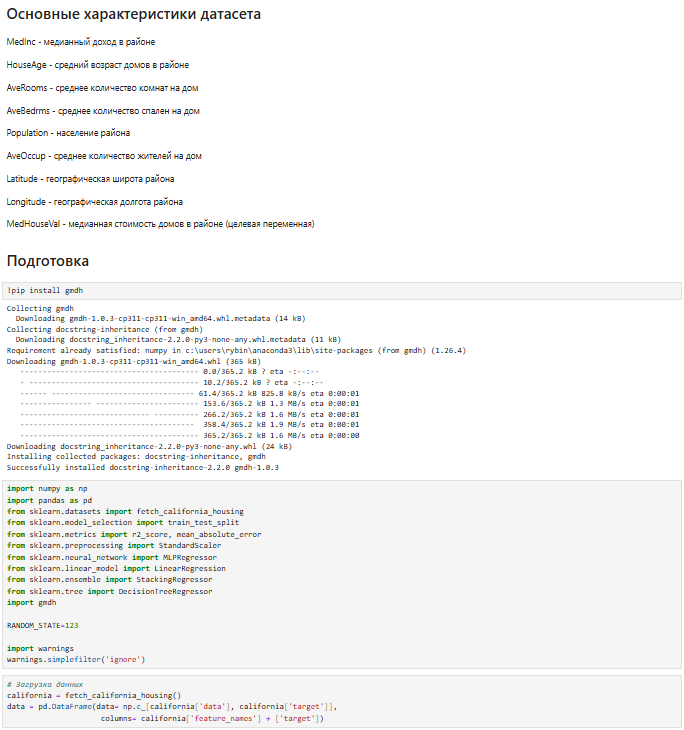 Основные характеристики датасета
MedInc - медианный доход в районе
HouseAge - средний возраст домов в районе
AveRooms - среднее количество комнат на дом
AveBedrms - среднее количество спален на дом
Population - население района
AveOccup - среднее количество жителей на дом
Latitude - географическая широта района
Longitude - географическая долгота района
MedHouseVal - медианная стоимость домов в районе (целевая переменная)
Подготовка
!pip install gmdh
Collecting gmdh
  Downloading gmdh-1.0.3-cp311-cp311-win_amd64.whl.metadata (14 kB)
Collecting docstring-inheritance (from gmdh)
  Downloading docstring_inheritance-2.2.0-py3-none-any.whl.metadata (11 kB)
Requirement already satisfied: numpy in c:\users\rybin\anaconda3\lib\site-packages (from gmdh) (1.26.4)
Downloading gmdh-1.0.3-cp311-cp311-win_amd64.whl (365 kB)
   ---------------------------------------- 0.0/365.2 kB ? eta -:--:--
   - -------------------------------------- 10.2/365.2 kB ? eta -:--:--
   ------ --------------------------------- 61.4/365.2 kB 825.8 kB/s eta 0:00:01
   ---------------- ----------------------- 153.6/365.2 kB 1.3 MB/s eta 0:00:01
   ----------------------------- ---------- 266.2/365.2 kB 1.6 MB/s eta 0:00:01
   ---------------------------------------  358.4/365.2 kB 1.9 MB/s eta 0:00:01
   ---------------------------------------- 365.2/365.2 kB 1.6 MB/s eta 0:00:00
Downloading docstring_inheritance-2.2.0-py3-none-any.whl (24 kB)
Installing collected packages: docstring-inheritance, gmdh
Successfully installed docstring-inheritance-2.2.0 gmdh-1.0.3
import numpy as np
import pandas as pd
from sklearn.datasets import fetch_california_housing
from sklearn.model_selection import train_test_split
from sklearn.metrics import r2_score, mean_absolute_error
from sklearn.preprocessing import StandardScaler
from sklearn.neural_network import MLPRegressor
from sklearn.linear_model import LinearRegression
from sklearn.ensemble import StackingRegressor
from sklearn.tree import DecisionTreeRegressor
import gmdh
RANDOM_STATE=123
import warnings
warnings.simplefilter('ignore')
# Загрузка данных
california = fetch_california_housing()
data = pd.DataFrame(data= np.c_[california['data'], california['target']],
                     columns= california['feature_names'] + ['target'])